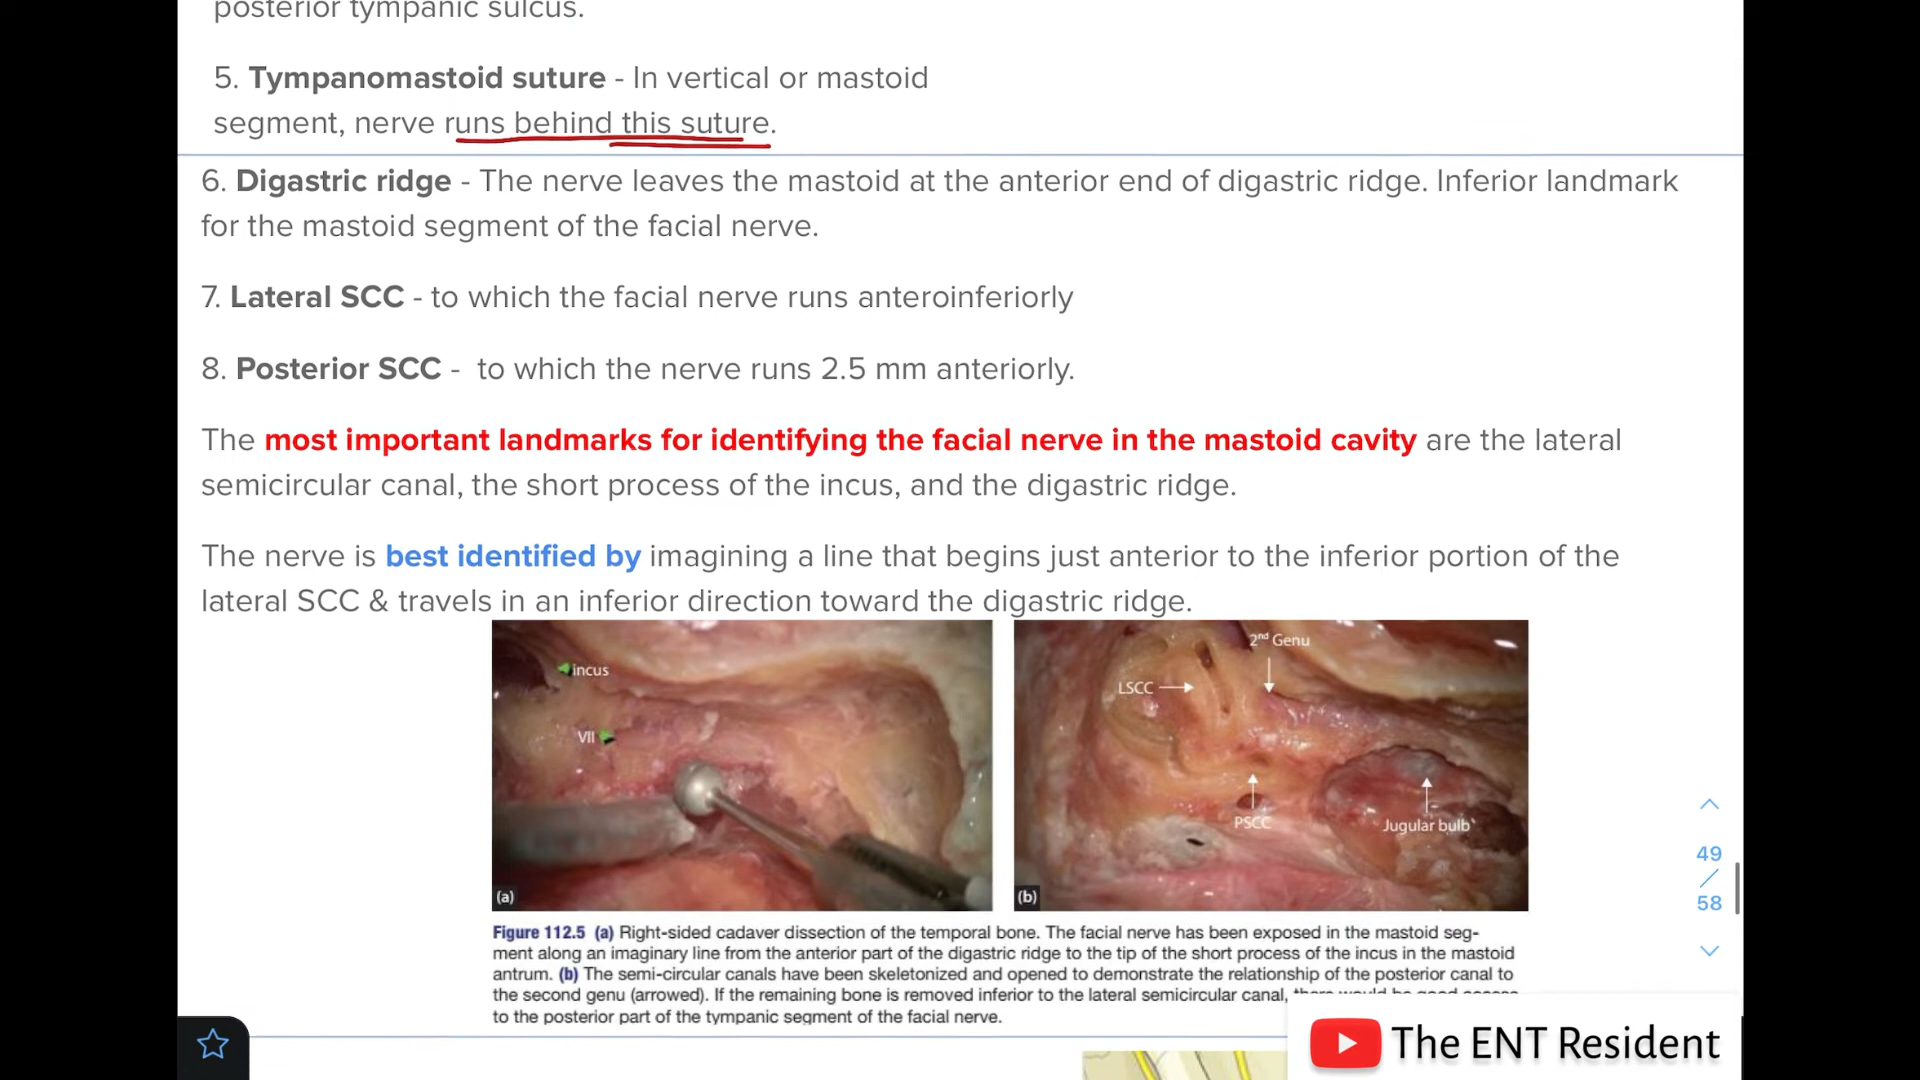 posterior tympanic sulcus.
5. Tympanomastoid suture - In vertical or mastoid
segment, nerve runs behind this suture.
6. Digastric ridge - The nerve leaves the mastoid at the anterior end of digastric ridge. Inferior landmark
for the mastoid segment of the facial nerve.
7. Lateral SCC - to which the facial nerve runs anteroinferiorly
8. Posterior SCC - to which the nerve runs 2.5 mm anteriorly.
The most important landmarks for identifying the facial nerve in the mastoid cavity are the lateral
semicircular canal, the short process of the incus, and the digastric ridge.
The nerve is best identified by imagining a line that begins just anterior to the inferior portion of the
lateral SCC & travels in an inferior direction toward the digastric ridge.
incus
VII
(a)
2nd Genu
LSCC
PSCC
Jugular bulb
(b)
Figure 112.5 (a) Right-sided cadaver dissection of the temporal bone. The facial nerve has been exposed in the mastoid seg-
ment along an imaginary line from the anterior part of the digastric ridge to the tip of the short process of the incus in the mastoid
antrum. (b) The semi-circular canals have been skeletonized and opened to demonstrate the relationship of the posterior canal to
the second genu (arrowed). If the remaining bone is removed inferior to the lateral semicircular canal,
to the posterior part of the tympanic segment of the facial nerve.
49
/
58
The ENT Resident